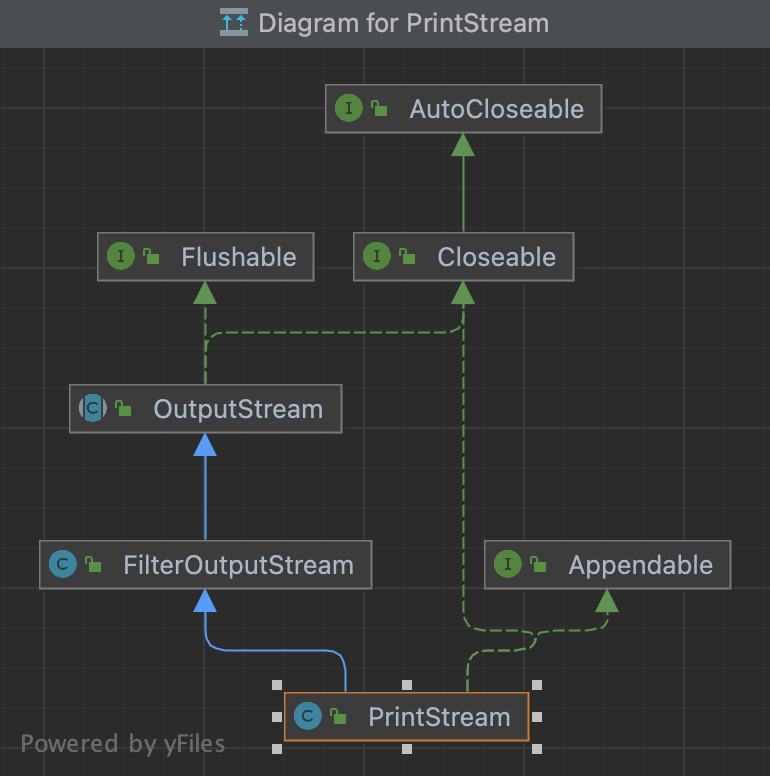 Diagram for PrintStream
I AutoCloseable
I Flushable
I Closeable
C OutputStream
C FilterOutputStream
I Appendable
C PrintStream
Powered by yFiles